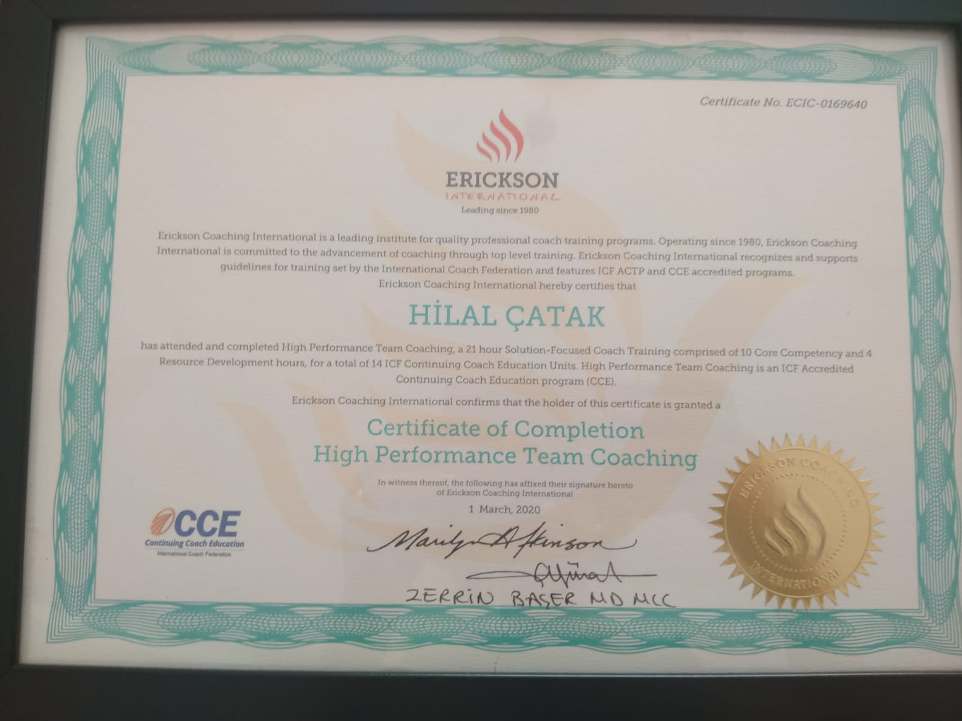 Certificate No. ECIC-0169640
ERICKSON
INTERNATIONAL
Leading since 1980
Erickson Coaching International is a leading institute for quality professional coach training programs. Operating since 1980, Erickson Coaching
International is committed to the advancement of coaching through top level training. Erickson Coaching International recognizes and supports
guidelines for training set by the International Coach Federation and features ICF ACTP and CCE accredited programs.
Erickson Coaching International hereby certifies that
HİLAL ÇATAK
has attended and completed High Performance Team Coaching, a 21 hour Solution-Focused Coach Training comprised of 10 Core Competency and 4
Resource Development hours, for a total of 14 ICF Continuing Coach Education Units. High Performance Team Coaching is an ICF Accredited
Continuing Coach Education program (CCE).
Erickson Coaching International confirms that the holder of this certificate is granted a
Certificate of Completion
High Performance Team Coaching
In witness thereof, the following has affixed their signature hereto
of Erickson Coaching International
1 March, 2020
CCE
Continuing Coach Education
International Coach Federation
Marilyn Atkinson
ZERRİN BAŞER MD MCC
ERICKSON COACHING
INTERNATIONAL